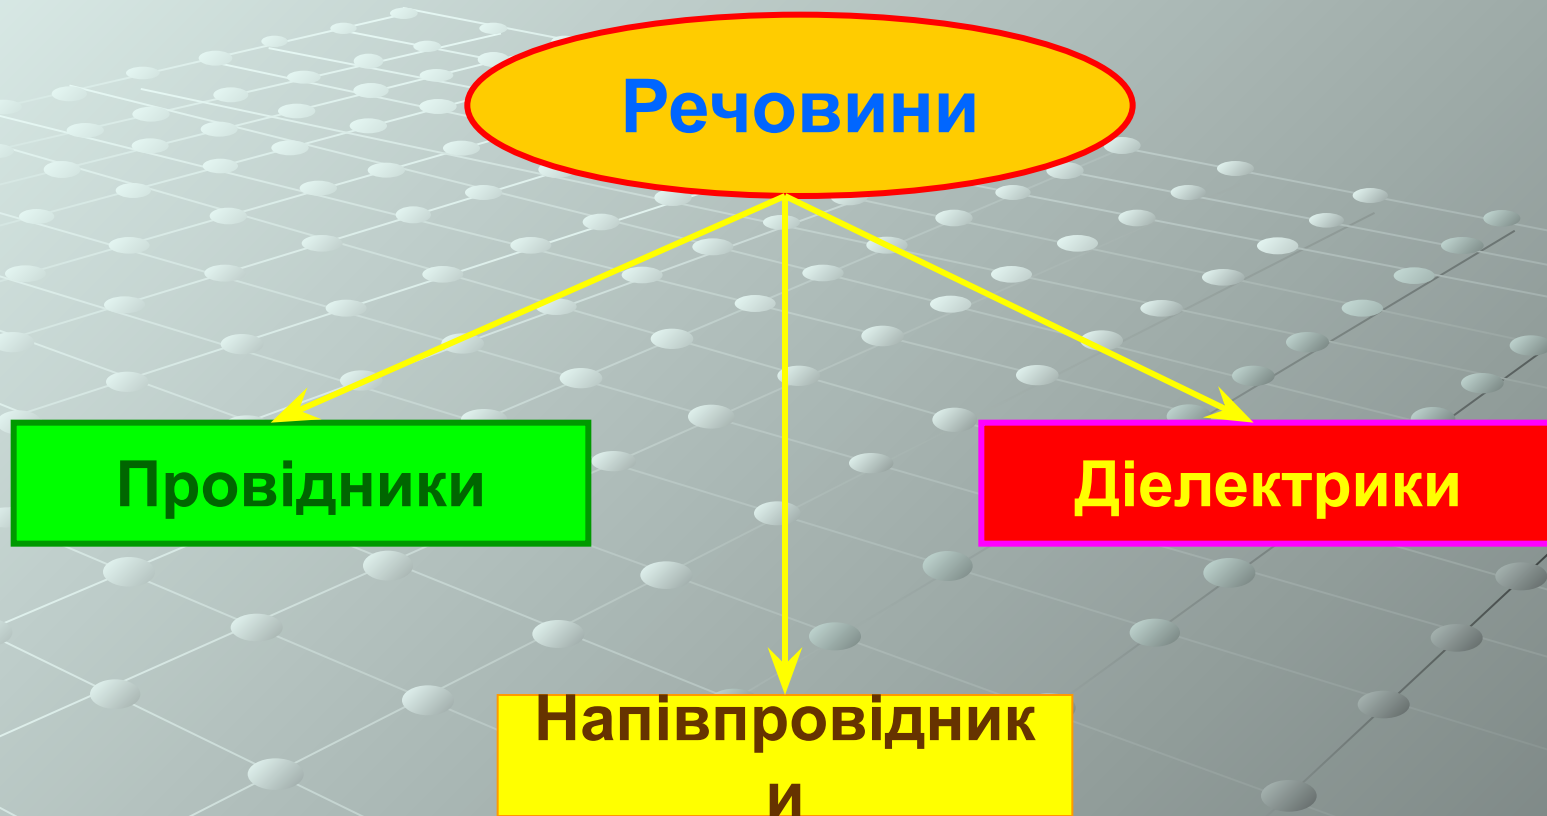 Речовини
Провідники
Діелектрики
Напівпровідник
и